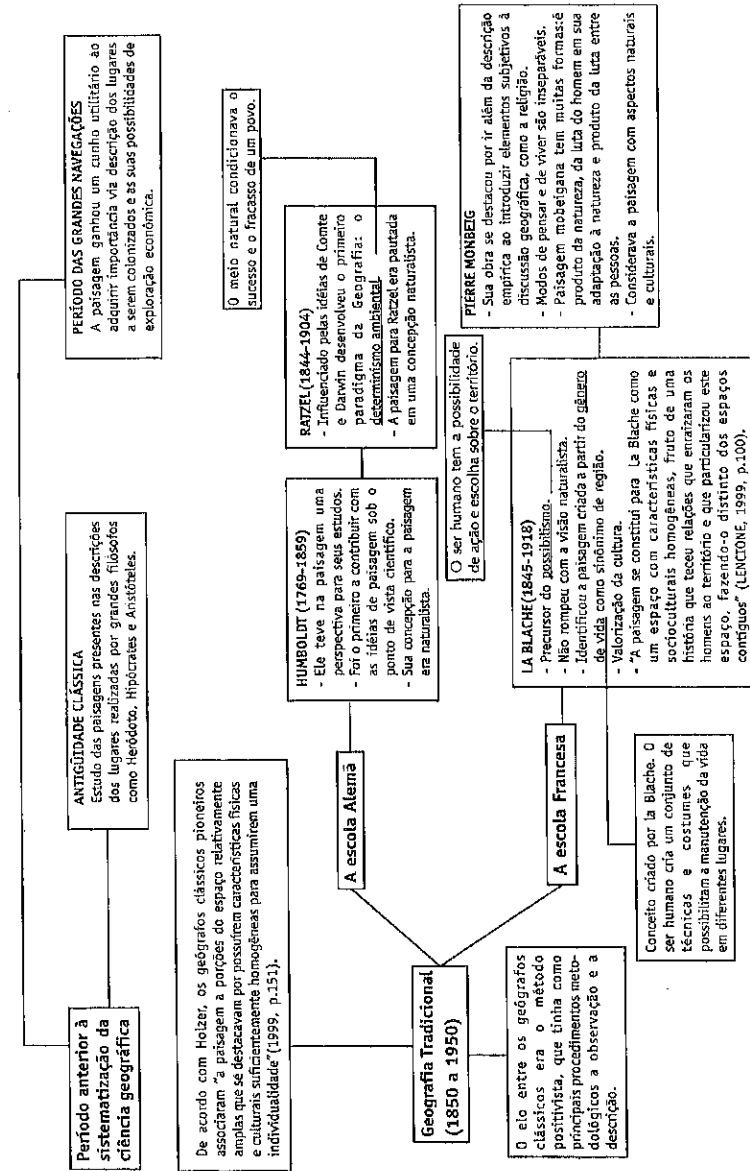 Período anterior à
sistematização da
ciência geográfica
ANTIGÜIDADE CLÁSSICA
Estudo das paisagens presentes nas descrições
dos lugares realizadas por grandes filósofos
como Heródoto, Hipócrates e Aristóteles.
PERÍODO DAS GRANDES NAVEGAÇÕES
A paisagem ganhou um cunho utilitário ao
adquirir importância via descrição dos lugares
a serem colonizados e as suas possibilidades de
exploração econômica.
De acordo com Holzer, os geógrafos clássicos pioneiros
associaram "a paisagem a porções do espaço relativamente
amplas que se destacavam por possuírem características físicas
e culturais suficientemente homogêneas para assumirem uma
individualidade"(1999, p.151).
Geografia Tradicional
(1850 a 1950)
O elo entre os geógrafos
clássicos era o método
positivista, que tinha como
principais procedimentos meto-
dológicos a observação e a
descrição.
A escola Alemã
HUMBOLDT (1769-1859)
- Ele teve na paisagem uma
perspectiva para seus estudos.
- Foi o primeiro a contribuir com
as idéias de paisagem sob o
ponto de vista científico.
- Sua concepção para a paisagem
era naturalista.
RATZEL(1844-1904)
- Influenciado pelas idéias de Comte
e Darwin desenvolveu o primeiro
paradigma da Geografia: o
determinismo ambiental.
- A paisagem para Ratzel era pautada
em uma concepção naturalista.
O meio natural condicionava o
sucesso e o fracasso de um povo.
A escola Francesa
O ser humano tem a possibilidade
de ação e escolha sobre o território.
LA BLACHE(1845-1918)
- Precursor do possibilismo.
- Não rompeu com a visão naturalista.
- Identificou a paisagem criada a partir do gênero
de vida como sinônimo de região.
- Valorização da cultura.
- "A paisagem se constitui para La Blache como
um espaço com características físicas e
socioculturais homogêneas, fruto de uma
história que teceu relações que enraizaram os
homens ao território e que particularizou este
espaço, fazendo-o distinto dos espaços
contíguos" (LENCIONE, 1999, p.100).
Conceito criado por la Blache. O
ser humano cria um conjunto de
técnicas e costumes que
possibilitam a manutenção da vida
em diferentes lugares.
PIERRE MONBEIG
- Sua obra se destacou por ir além da descrição
empírica ao introduzir elementos subjetivos à
discussão geográfica, como a religião.
- Modos de pensar e de viver são inseparáveis.
- Paisagem mobeigana tem muitas formas:é
produto da natureza, da luta do homem em sua
adaptação à natureza e produto da luta entre
as pessoas.
- Considerava a paisagem com aspectos naturais
e culturais.